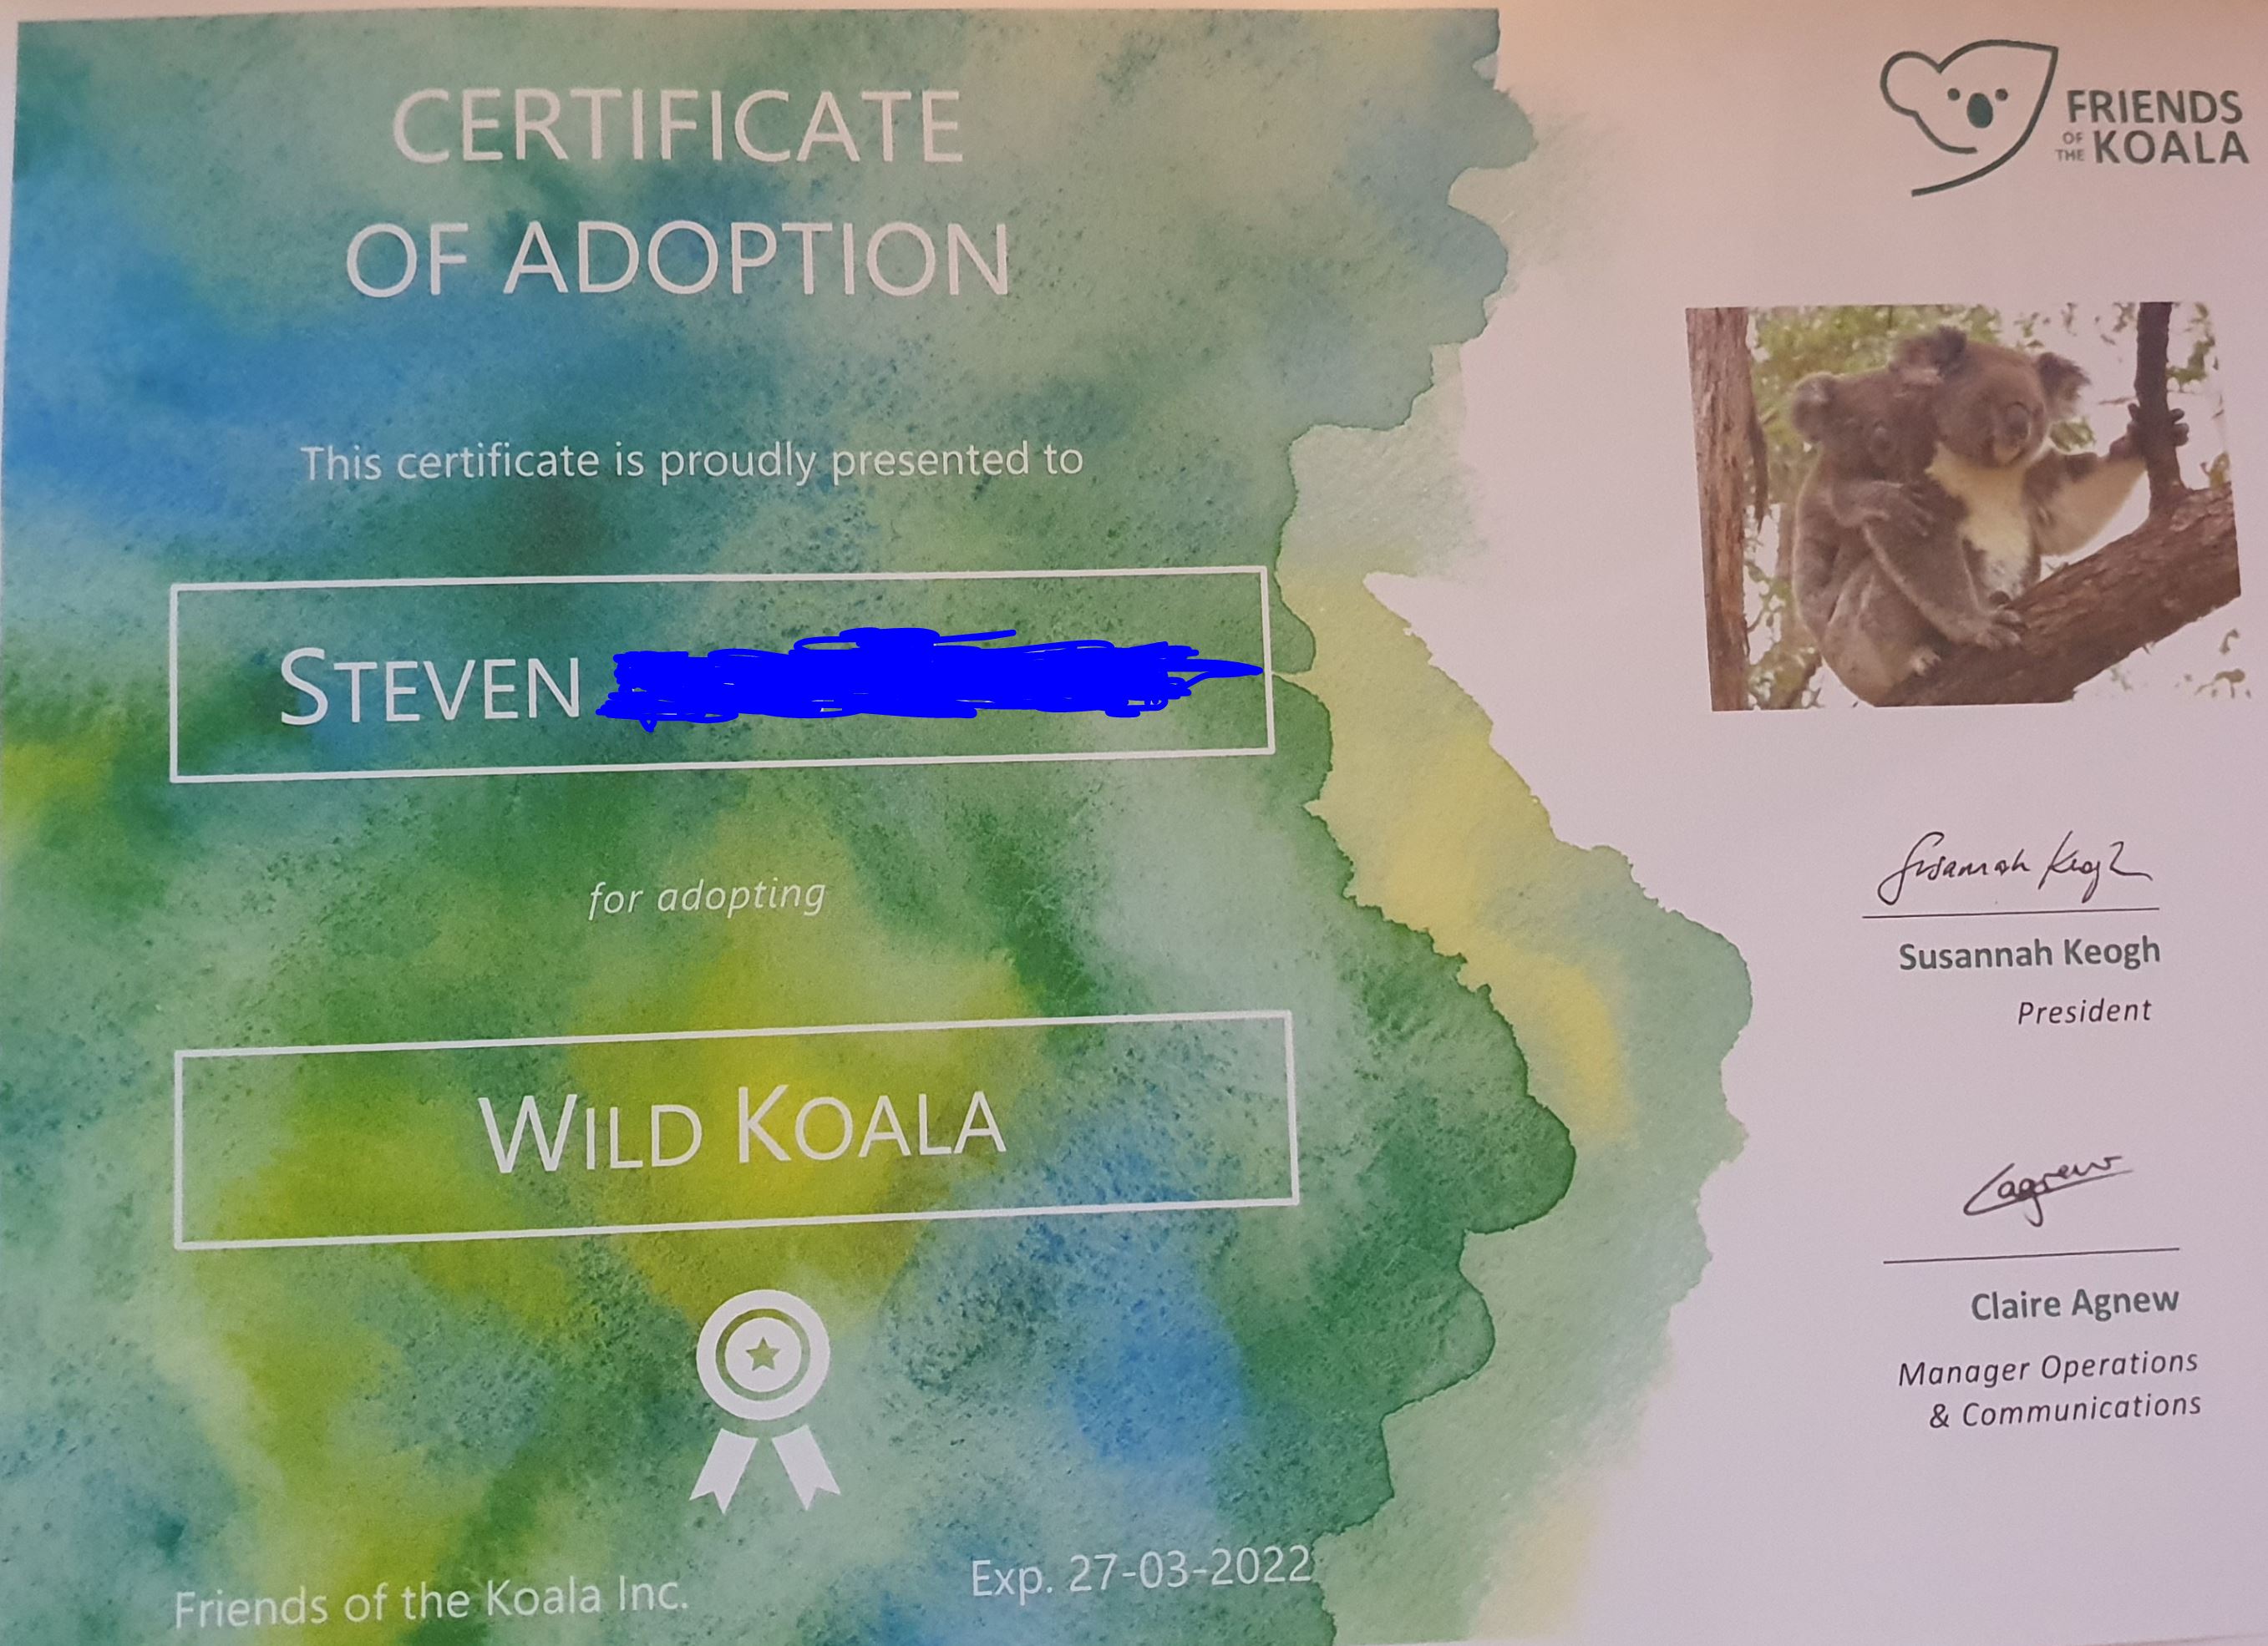 CERTIFICATE
OF ADOPTION
This certificate is proudly presented to
STEVEN
for adopting
WILD KOALA
Friends of the Koala Inc.
Exp. 27-03-2022
FRIENDS
OF THE KOALA
Susannah Keogh
Susannah Keogh
President
CAgnew
Claire Agnew
Manager Operations
& Communications